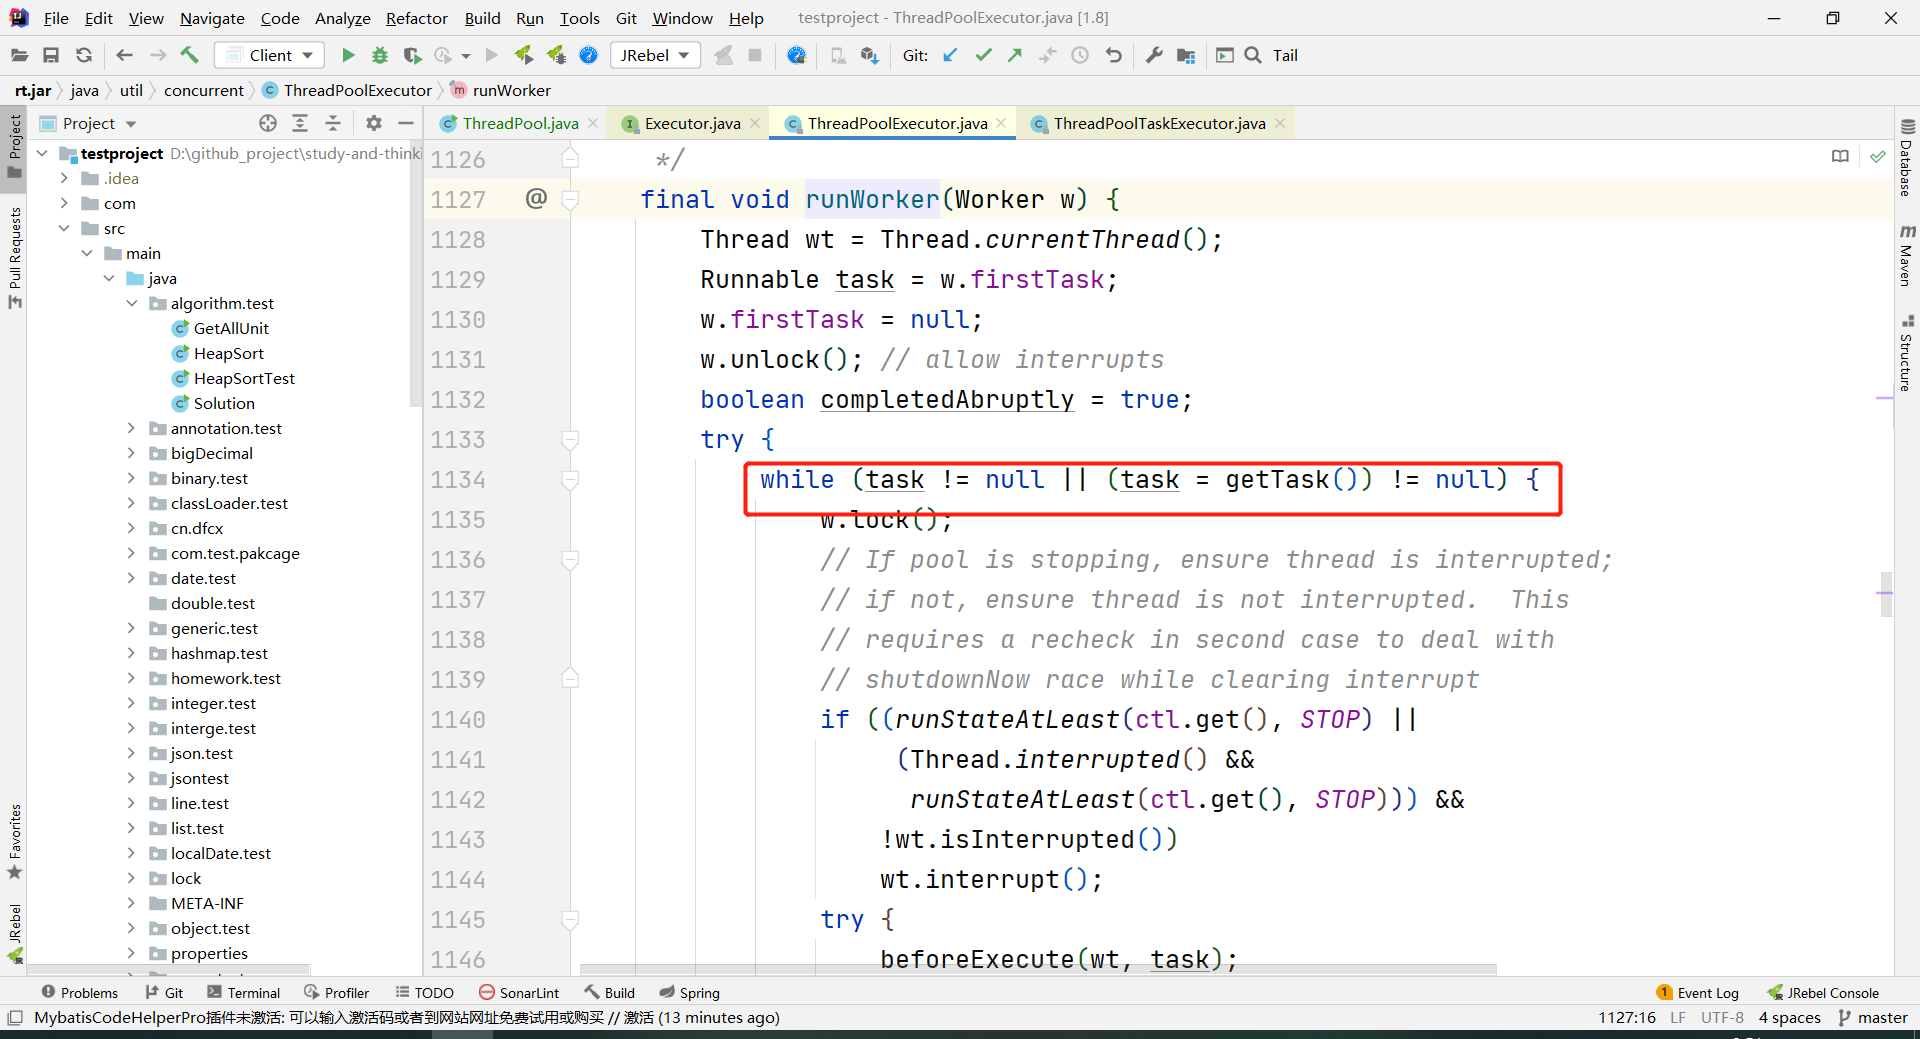 File Edit View Navigate Code Analyze Refactor Build Run Tools Git Window Help testproject - ThreadPoolExecutor.java [1.8]
Client JRebel Git: Tail
rt.jar java util concurrent ThreadPoolExecutor runWorker
Project
ThreadPool.java Executor.java ThreadPoolExecutor.java ThreadPoolTaskExecutor.java
Project
Pull Requests
Favorites
JRebel
testproject D:\github_project\study-and-thinki
.idea
com
src
main
java
algorithm.test
GetAllUnit
HeapSort
HeapSortTest
Solution
annotation.test
bigDecimal
binary.test
classLoader.test
cn.dfcx
com.test.pakcage
date.test
double.test
generic.test
hashmap.test
homework.test
integer.test
interge.test
json.test
jsontest
line.test
list.test
localDate.test
lock
META-INF
object.test
properties
1126 */
1127 @ final void runWorker(Worker w) {
1128 Thread wt = Thread.currentThread();
1129 Runnable task = w.firstTask;
1130 w.firstTask = null;
1131 w.unlock(); // allow interrupts
1132 boolean completedAbruptly = true;
1133 try {
1134 while (task != null || (task = getTask()) != null) {
1135 w.lock();
1136 // If pool is stopping, ensure thread is interrupted;
1137 // if not, ensure thread is not interrupted.  This
1138 // requires a recheck in second case to deal with
1139 // shutdownNow race while clearing interrupt
1140 if ((runStateAtLeast(ctl.get(), STOP) ||
1141 (Thread.interrupted() &&
1142 runStateAtLeast(ctl.get(), STOP))) &&
1143 !wt.isInterrupted())
1144 wt.interrupt();
1145 try {
1146 beforeExecute(wt, task);
Database
Maven
Structure
Problems Git Terminal Profiler TODO SonarLint Build Spring 1 Event Log JRebel Console
MybatisCodeHelperPro插件未激活: 可以输入激活码或者到网站网址免费试用或购买 // 激活 (13 minutes ago) 1127:16 LF UTF-8 4 spaces master